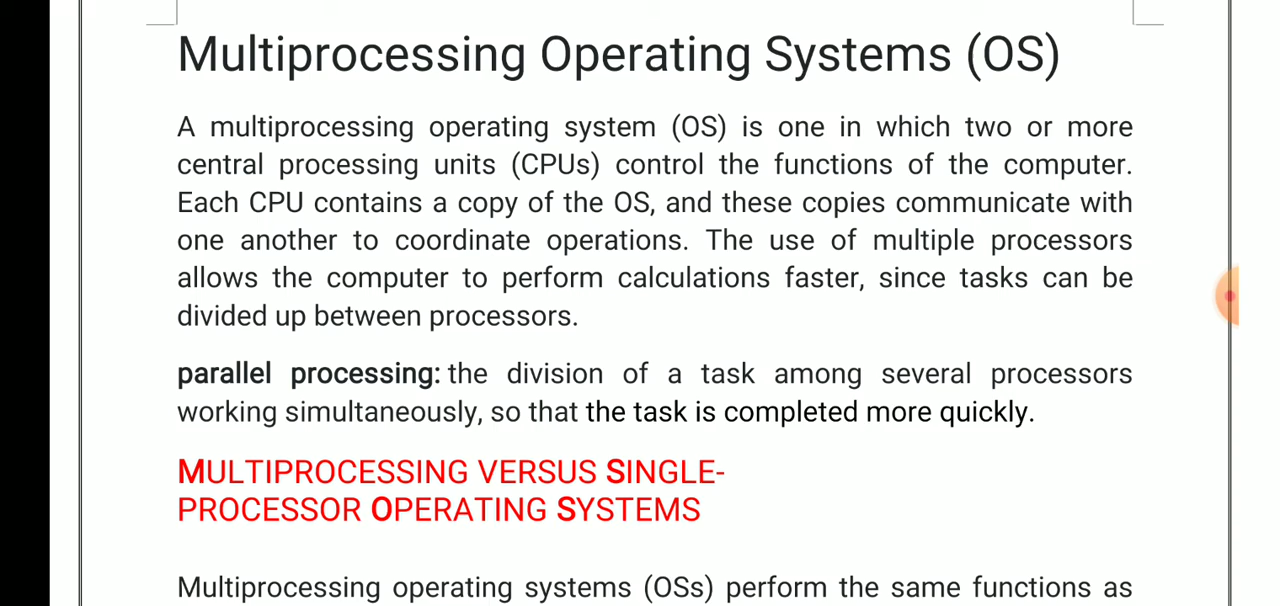 Multiprocessing Operating Systems (OS)
A multiprocessing operating system (OS) is one in which two or more
central processing units (CPUs) control the functions of the computer.
Each CPU contains a copy of the OS, and these copies communicate with
one another to coordinate operations. The use of multiple processors
allows the computer to perform calculations faster, since tasks can be
divided up between processors.
parallel processing: the division of a task among several processors
working simultaneously, so that the task is completed more quickly.
MULTIPROCESSING VERSUS SINGLE-
PROCESSOR OPERATING SYSTEMS
Multiprocessing operating systems (OSs) perform the same functions as